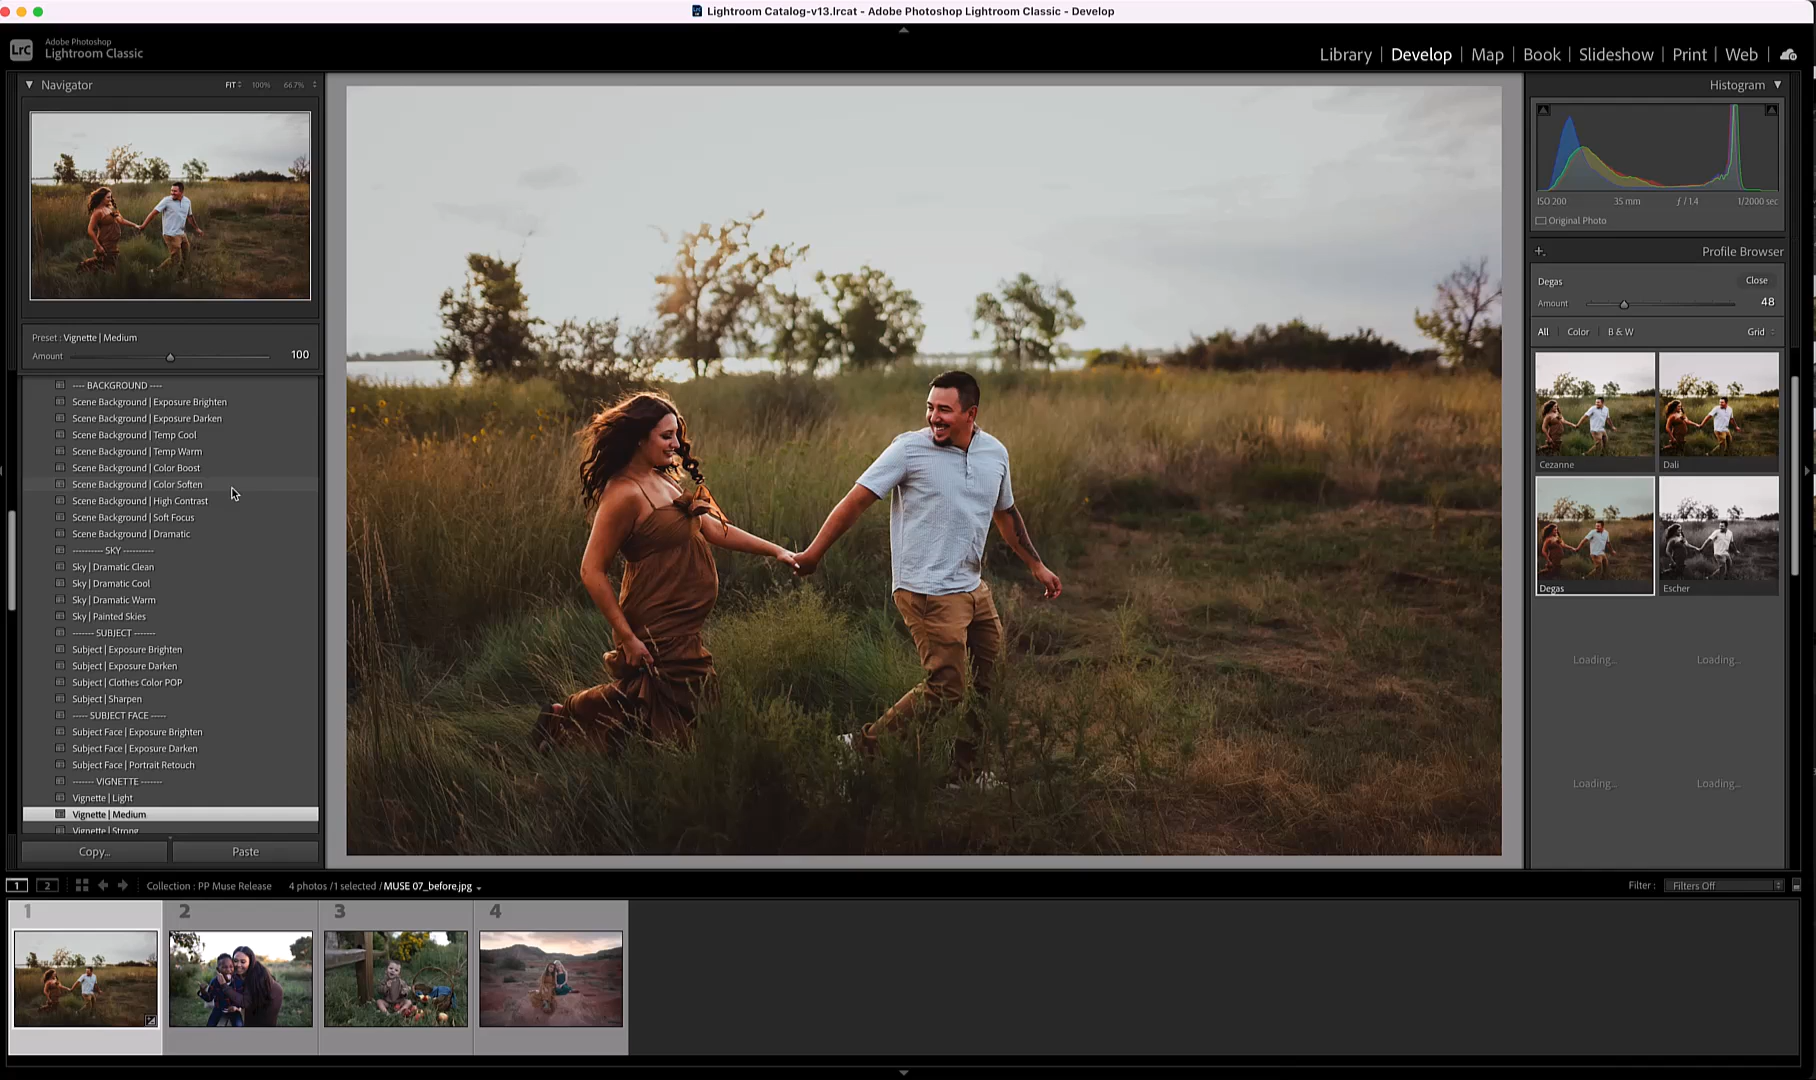 Lightroom Catalog-v13.lrcat - Adobe Photoshop Lightroom Classic - Develop
LrC
Adobe Photoshop
Lightroom Classic
Library | Develop | Map | Book | Slideshow | Print | Web |
Navigator
FIT
100%
66.7%
Histogram
ISO 200
35 mm
ƒ / 1.4
1/2000 sec
Original Photo
Profile Browser
Degas
Close
Amount
48
All
Color
B & W
Grid
Cezanne
Dali
Degas
Escher
Loading...
Loading...
Loading...
Loading...
Preset : Vignette | Medium
Amount
100
---- BACKGROUND ----
Scene Background | Exposure Brighten
Scene Background | Exposure Darken
Scene Background | Temp Cool
Scene Background | Temp Warm
Scene Background | Color Boost
Scene Background | Color Soften
Scene Background | High Contrast
Scene Background | Soft Focus
Scene Background | Dramatic
---------- SKY ----------
Sky | Dramatic Clean
Sky | Dramatic Cool
Sky | Dramatic Warm
Sky | Painted Skies
------- SUBJECT -------
Subject | Exposure Brighten
Subject | Exposure Darken
Subject | Clothes Color POP
Subject | Sharpen
----- SUBJECT FACE -----
Subject Face | Exposure Brighten
Subject Face | Exposure Darken
Subject Face | Portrait Retouch
------- VIGNETTE -------
Vignette | Light
Vignette | Medium
Vignette | Strong
Copy...
Paste
1
2
Collection : PP Muse Release
4 photos / 1 selected / MUSE 07_before.jpg
Filter :
Filters Off
1
2
3
4